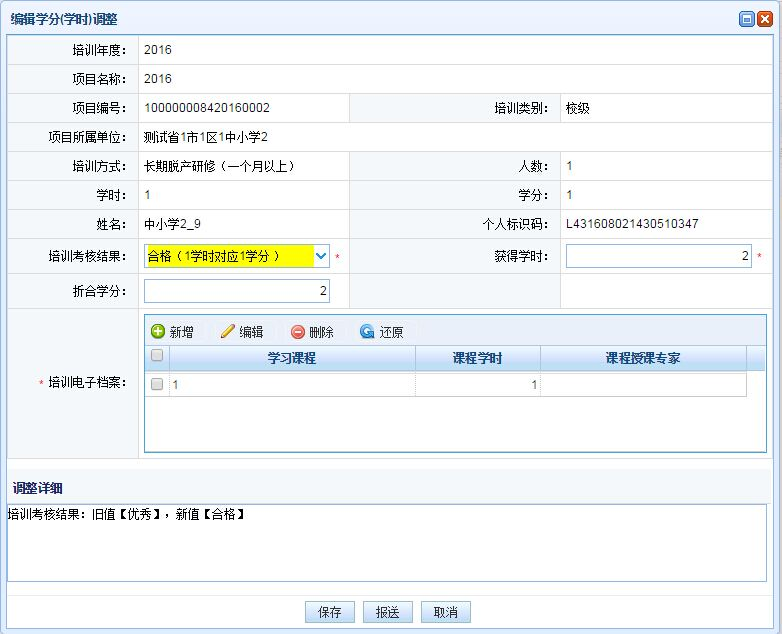 编辑学分(学时)调整
培训年度： 2016
项目名称： 2016
项目编号： 100000008420160002 培训类别： 校级
项目所属单位： 测试省1市1区1中小学2
培训方式： 长期脱产研修（一个月以上） 人数： 1
学时： 1 学分： 1
姓名： 中小学2_9 个人标识码： L431608021430510347
培训考核结果： 合格（1学时对应1学分） * 获得学时： 2 *
折合学分： 2
新增 编辑 删除 还原
学习课程 课程学时 课程授课专家
* 培训电子档案：
1 1
调整详细
培训考核结果：旧值【优秀】，新值【合格】
保存 报送 取消